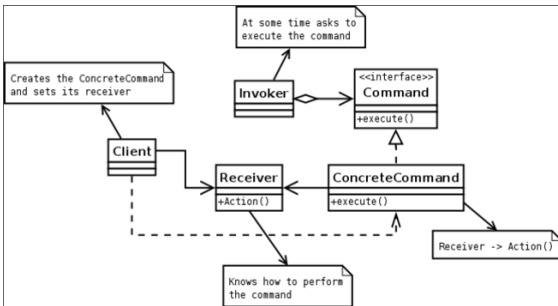 At some time asks to
execute the command
Creates the ConcreteCommand
and sets its receiver
Invoker
<<interface>>
Command
+execute()
Client
Receiver
+Action()
ConcreteCommand
+execute()
Receiver -> Action()
Knows how to perform
the command